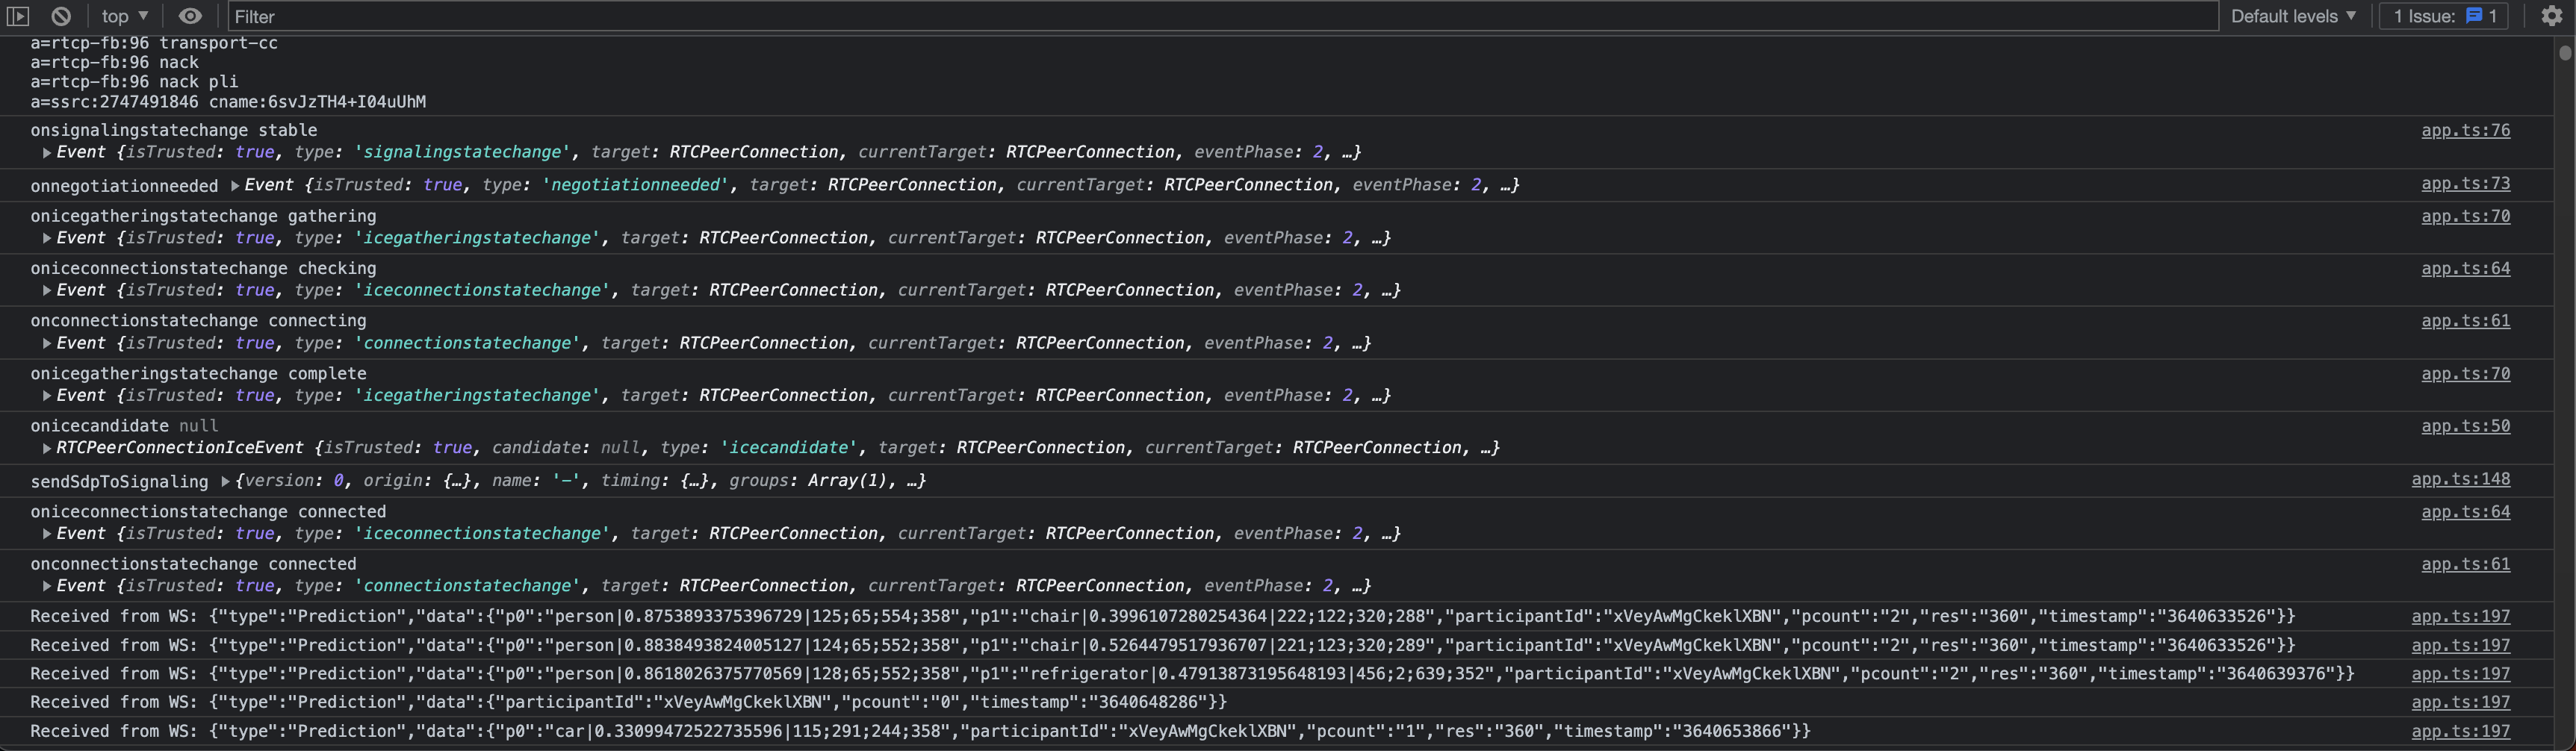 top ▼ Filter Default levels ▼ 1 Issue: 1
a=rtcp-fb:96 transport-cc
a=rtcp-fb:96 nack
a=rtcp-fb:96 nack pli
a=ssrc:2747491846 cname:6svJzTH4+I04uUhM
onsignalingstatechange stable app.ts:76
▶Event {isTrusted: true, type: 'signalingstatechange', target: RTCPeerConnection, currentTarget: RTCPeerConnection, eventPhase: 2, …}
onnegotiationneeded ▶Event {isTrusted: true, type: 'negotiationneeded', target: RTCPeerConnection, currentTarget: RTCPeerConnection, eventPhase: 2, …} app.ts:73
onicegatheringstatechange gathering app.ts:70
▶Event {isTrusted: true, type: 'icegatheringstatechange', target: RTCPeerConnection, currentTarget: RTCPeerConnection, eventPhase: 2, …}
oniceconnectionstatechange checking app.ts:64
▶Event {isTrusted: true, type: 'iceconnectionstatechange', target: RTCPeerConnection, currentTarget: RTCPeerConnection, eventPhase: 2, …}
onconnectionstatechange connecting app.ts:61
▶Event {isTrusted: true, type: 'connectionstatechange', target: RTCPeerConnection, currentTarget: RTCPeerConnection, eventPhase: 2, …}
onicegatheringstatechange complete app.ts:70
▶Event {isTrusted: true, type: 'icegatheringstatechange', target: RTCPeerConnection, currentTarget: RTCPeerConnection, eventPhase: 2, …}
onicecandidate null app.ts:50
▶RTCPeerConnectionIceEvent {isTrusted: true, candidate: null, type: 'icecandidate', target: RTCPeerConnection, currentTarget: RTCPeerConnection, …}
sendSdpToSignaling ▶{version: 0, origin: {…}, name: '-', timing: {…}, groups: Array(1), …} app.ts:148
oniceconnectionstatechange connected app.ts:64
▶Event {isTrusted: true, type: 'iceconnectionstatechange', target: RTCPeerConnection, currentTarget: RTCPeerConnection, eventPhase: 2, …}
onconnectionstatechange connected app.ts:61
▶Event {isTrusted: true, type: 'connectionstatechange', target: RTCPeerConnection, currentTarget: RTCPeerConnection, eventPhase: 2, …}
Received from WS: {"type":"Prediction","data":{"p0":"person|0.8753893375396729|125;65;554;358","p1":"chair|0.3996107280254364|222;122;320;288","participantId":"xVeyAwMgCkeklXBN","pcount":"2","res":"360","timestamp":"3640633526"}} app.ts:197
Received from WS: {"type":"Prediction","data":{"p0":"person|0.8838493824005127|124;65;552;358","p1":"chair|0.5264479517936707|221;123;320;289","participantId":"xVeyAwMgCkeklXBN","pcount":"2","res":"360","timestamp":"3640633526"}} app.ts:197
Received from WS: {"type":"Prediction","data":{"p0":"person|0.8618026375770569|128;65;552;358","p1":"refrigerator|0.47913873195648193|456;2;639;352","participantId":"xVeyAwMgCkeklXBN","pcount":"2","res":"360","timestamp":"3640639376"}} app.ts:197
Received from WS: {"type":"Prediction","data":{"participantId":"xVeyAwMgCkeklXBN","pcount":"0","timestamp":"3640648286"}} app.ts:197
Received from WS: {"type":"Prediction","data":{"p0":"car|0.33099472522735596|115;291;244;358","participantId":"xVeyAwMgCkeklXBN","pcount":"1","res":"360","timestamp":"3640653866"}} app.ts:197